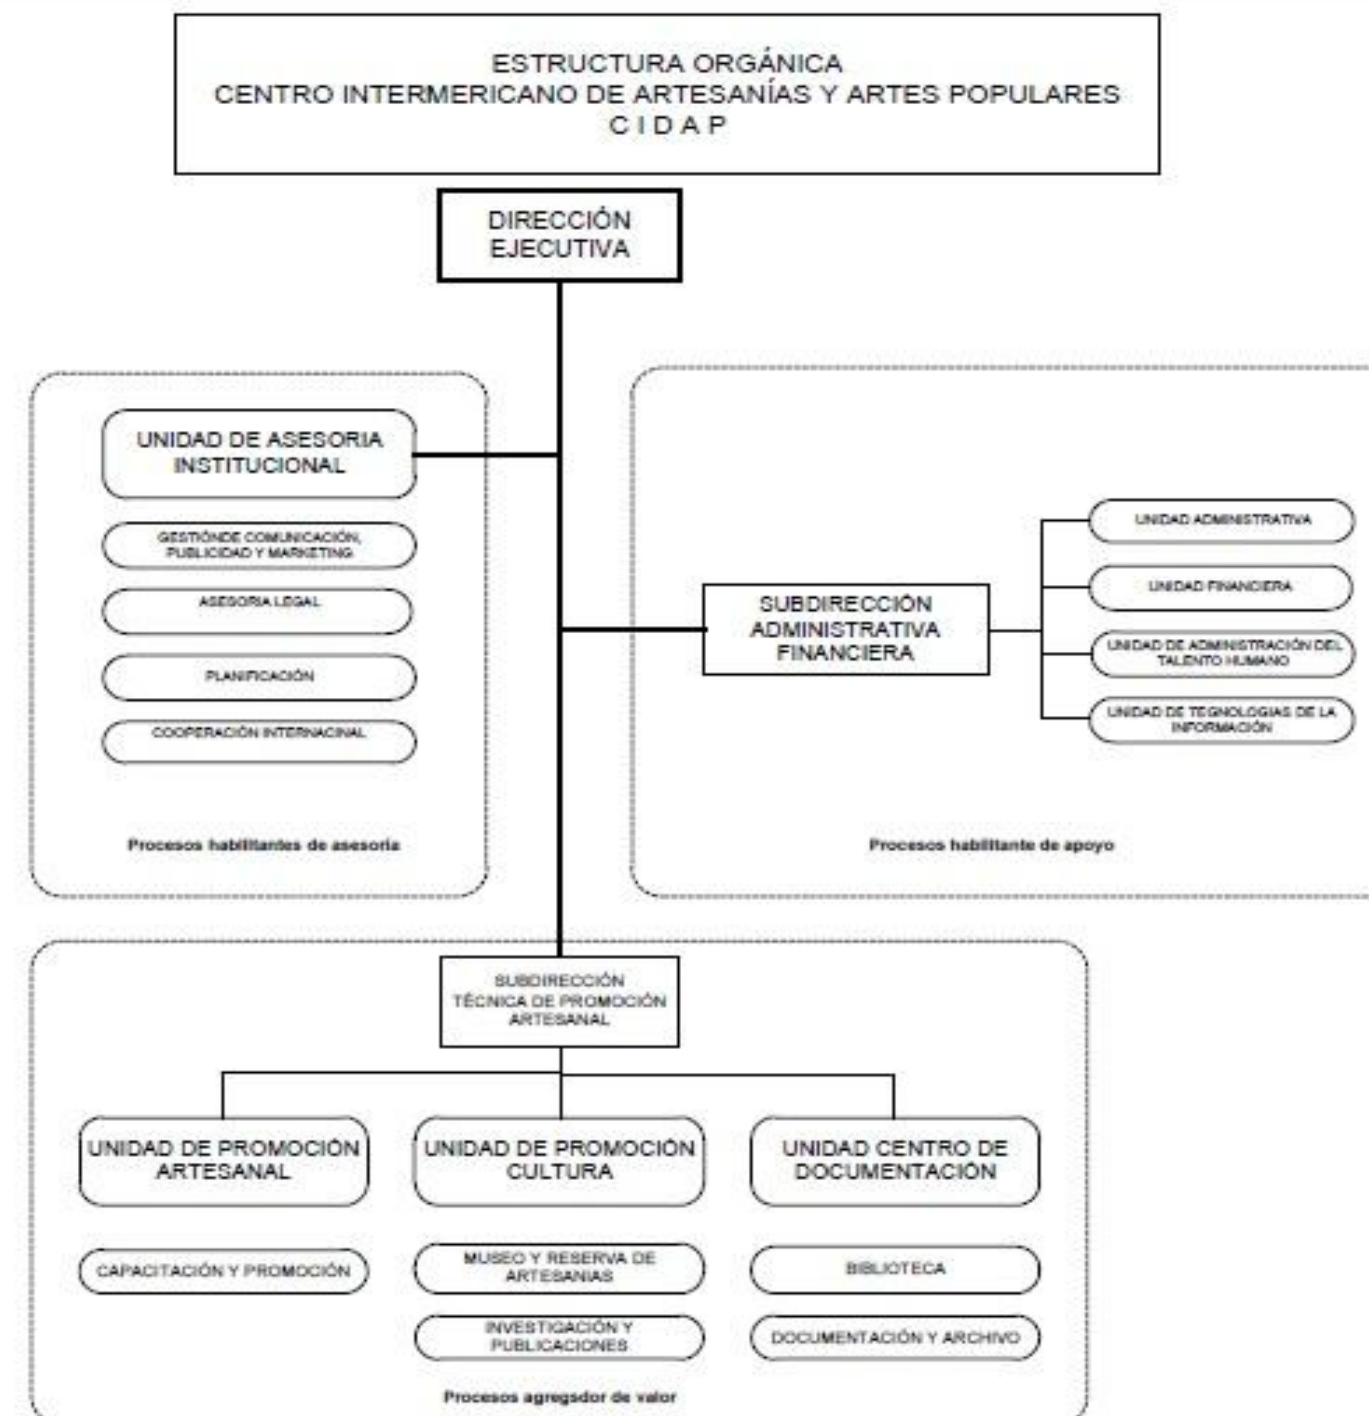 ESTRUCTURA ORGÁNICA
CENTRO INTERMERICANO DE ARTESANÍAS Y ARTES POPULARES
C I D A P
DIRECCIÓN
EJECUTIVA
UNIDAD DE ASESORIA
INSTITUCIONAL
GESTIÓNDE COMUNICACIÓN,
PUBLICIDAD Y MARKETING
ASESORIA LEGAL
PLANIFICACIÓN
COOPERACIÓN INTERNACINAL
Procesos habilitantes de asesoría
SUBDIRECCIÓN
ADMINISTRATIVA
FINANCIERA
UNIDAD ADMINISTRATIVA
UNIDAD FINANCIERA
UNIDAD DE ADMINISTRACIÓN DEL
TALENTO HUMANO
UNIDAD DE TEGNOLOGIAS DE LA
INFORMACIÓN
Procesos habilitante de apoyo
SUBDIRECCIÓN
TÉCNICA DE PROMOCIÓN
ARTESANAL
UNIDAD DE PROMOCIÓN
ARTESANAL
CAPACITACIÓN Y PROMOCIÓN
UNIDAD DE PROMOCIÓN
CULTURA
MUSEO Y RESERVA DE
ARTESANIAS
INVESTIGACIÓN Y
PUBLICACIONES
UNIDAD CENTRO DE
DOCUMENTACIÓN
BIBLIOTECA
DOCUMENTACIÓN Y ARCHIVO
Procesos agregsdor de valor